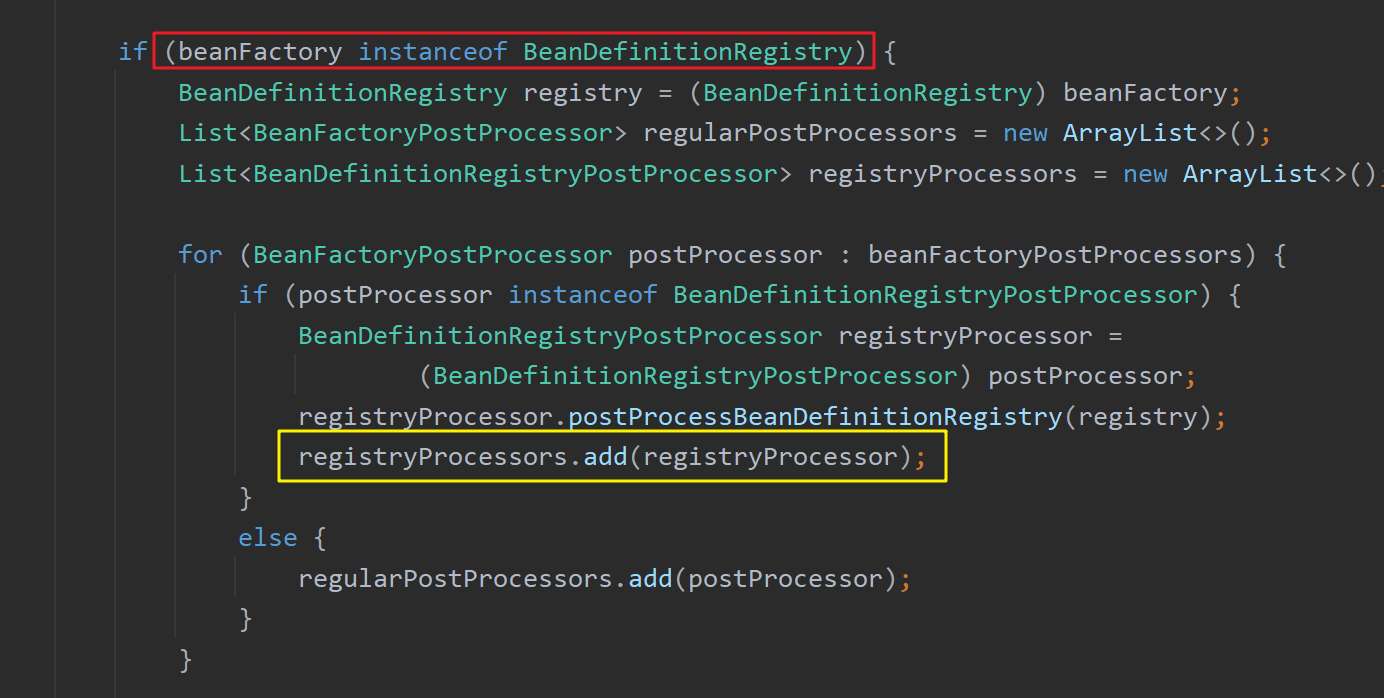 if (beanFactory instanceof BeanDefinitionRegistry) {
BeanDefinitionRegistry registry = (BeanDefinitionRegistry) beanFactory;
List<BeanFactoryPostProcessor> regularPostProcessors = new ArrayList<>();
List<BeanDefinitionRegistryPostProcessor> registryProcessors = new ArrayList<>();
for (BeanFactoryPostProcessor postProcessor : beanFactoryPostProcessors) {
if (postProcessor instanceof BeanDefinitionRegistryPostProcessor) {
BeanDefinitionRegistryPostProcessor registryProcessor =
(BeanDefinitionRegistryPostProcessor) postProcessor;
registryProcessor.postProcessBeanDefinitionRegistry(registry);
registryProcessors.add(registryProcessor);
}
else {
regularPostProcessors.add(postProcessor);
}
}